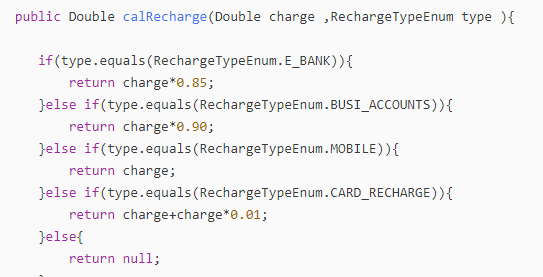 public Double calRecharge(Double charge ,RechargeTypeEnum type ){
if(type.equals(RechargeTypeEnum.E_BANK)){
return charge*0.85;
}else if(type.equals(RechargeTypeEnum.BUSI_ACCOUNTS)){
return charge*0.90;
}else if(type.equals(RechargeTypeEnum.MOBILE)){
return charge;
}else if(type.equals(RechargeTypeEnum.CARD_RECHARGE)){
return charge+charge*0.01;
}else{
return null;